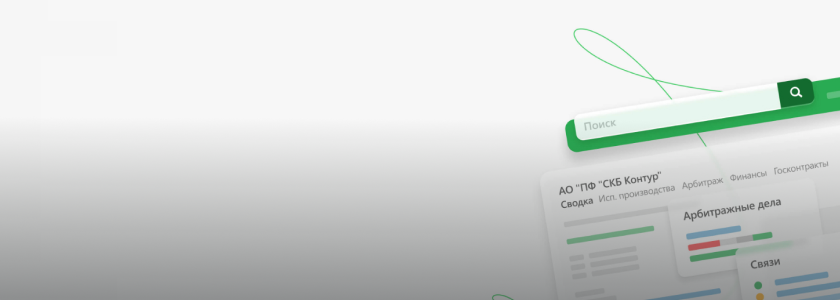 Поиск
АО "ПФ "СКБ Контур"
Сводка Исп. производства Арбитраж Финансы Госконтракты
Арбитражные дела
Связи